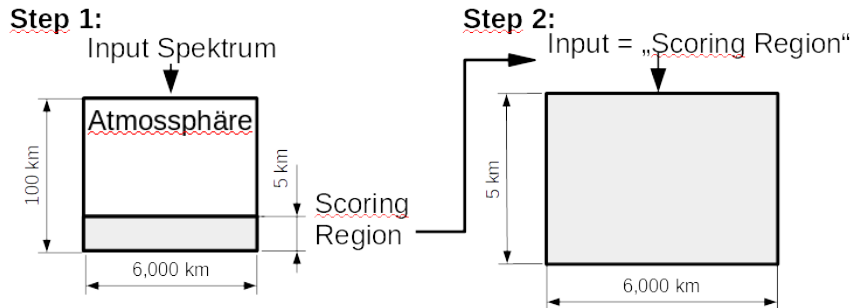 Step 1:
Input Spektrum
Atmossphäre
100 km
5 km
6,000 km
Scoring
Region
Step 2:
Input = „Scoring Region“
5 km
6,000 km